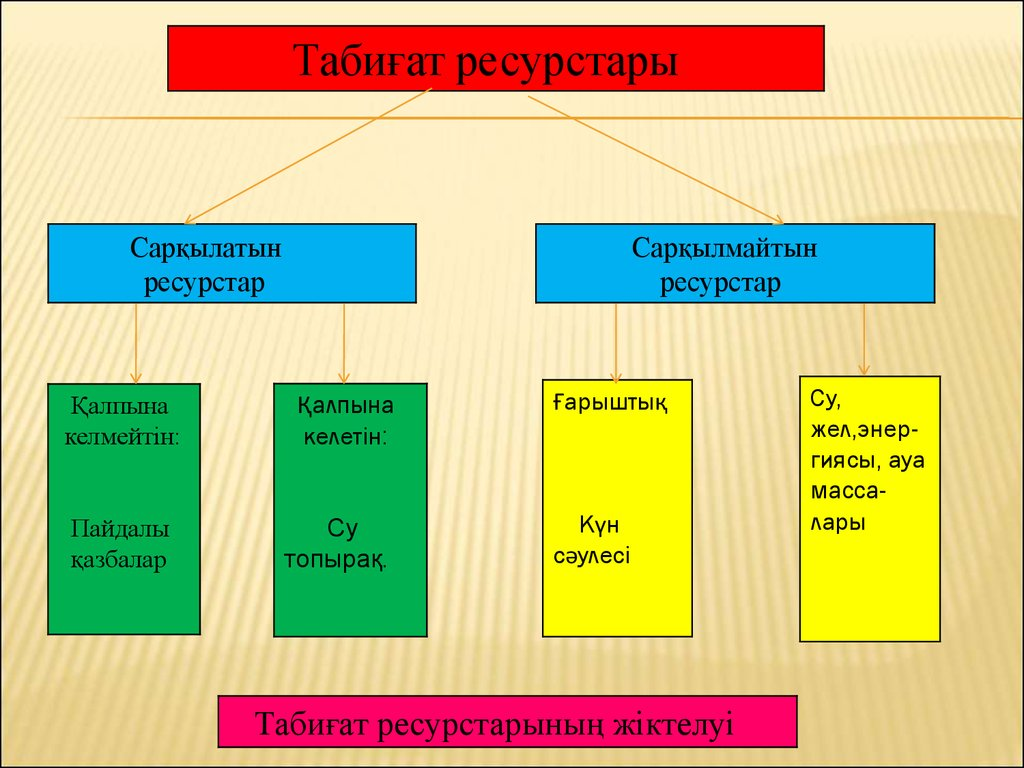 Табиғат ресурстары
Сарқылатын
ресурстар
Сарқылмайтын
ресурстар
Қалпына
келмейтін:
Пайдалы
қазбалар
Қалпына
келетін:
Су
топырақ.
Ғарыштық
Күн
сәулесі
Су,
жел,энер-
гиясы, ауа
масса-
лары
Табиғат ресурстарының жіктелуі